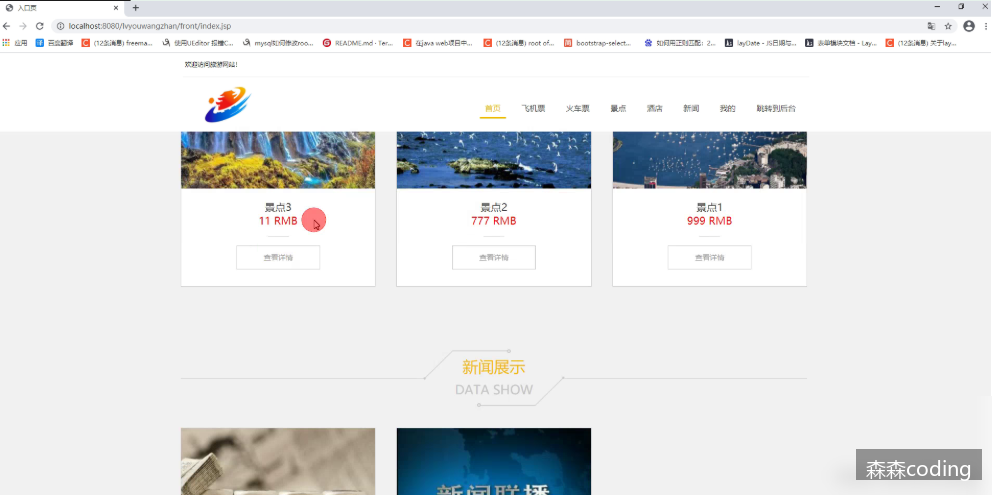 入口页
localhost:8080/lvyouwangzhan/front/index.jsp
应用 百度翻译 (12条消息) freema... 使用UEditor 报错C... mysql如何修改roo... README.md · Ter... 在java web项目中... (12条消息) root of... bootstrap-select... 如何用正则匹配：2... layDate - JS日期与... 表单模块文档 - Lay... (12条消息) 关于lay...
欢迎访问旅游网站！
首页 飞机票 火车票 景点 酒店 新闻 我的 跳转到后台
景点3 景点2 景点1
11 RMB 777 RMB 999 RMB
查看详情 查看详情 查看详情
新闻展示
DATA SHOW
新闻联播
森森coding